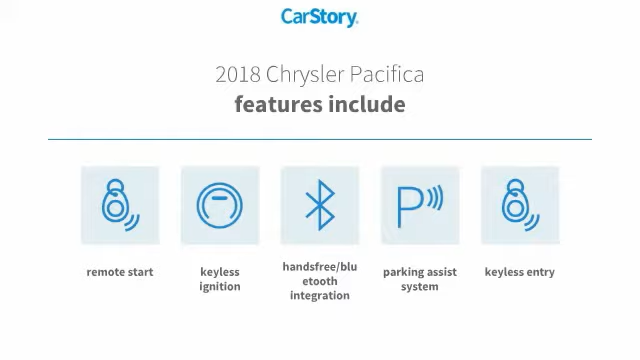 CarStory
2018 Chrysler Pacifica
features include
remote start
keyless
ignition
handsfree/blu
etooth
integration
parking assist
system
keyless entry